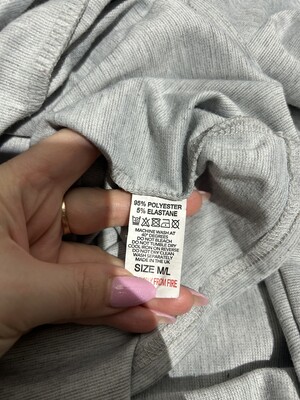 95% POLYESTER
5% ELASTANE
MACHINE WASH AT
40° DEGREES
DO NOT BLEACH
DO NOT TUMBLE DRY
COOL IRON ON REVERSE
DO NOT DRY CLEAN
WASH SEPARATELY
MADE IN THE UK
SIZE M/L
FROM FIRE